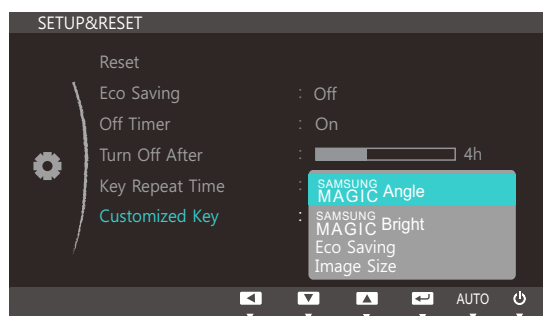 SETUP&RESET
Reset
Eco Saving : Off
Off Timer : On
Turn Off After : 4h
Key Repeat Time :
Customized Key :
SAMSUNG MAGIC Angle
SAMSUNG MAGIC Bright
Eco Saving
Image Size
AUTO